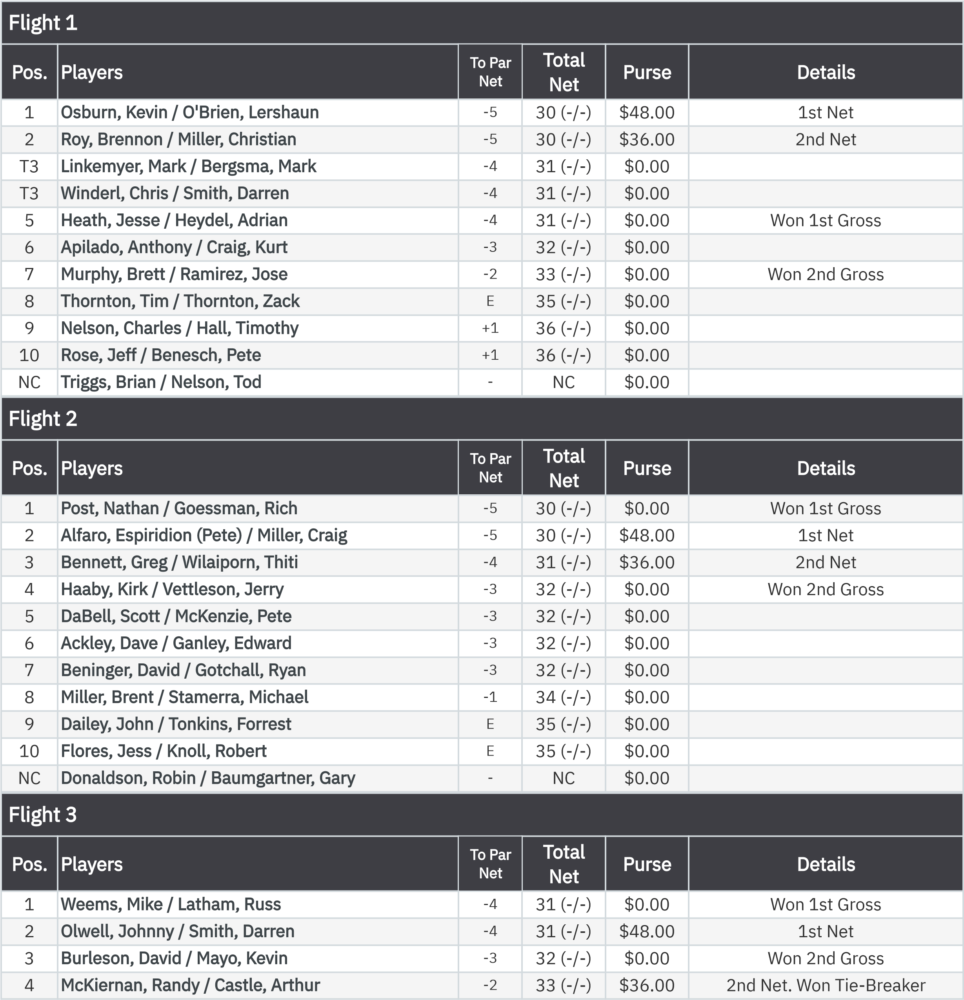 Flight 1
Pos. Players To Par Net Total Net Purse Details
1 Osburn, Kevin / O'Brien, Lershaun -5 30 (-/-) $48.00 1st Net
2 Roy, Brennon / Miller, Christian -5 30 (-/-) $36.00 2nd Net
T3 Linkemyer, Mark / Bergsma, Mark -4 31 (-/-) $0.00
T3 Winderl, Chris / Smith, Darren -4 31 (-/-) $0.00
5 Heath, Jesse / Heydel, Adrian -4 31 (-/-) $0.00 Won 1st Gross
6 Apilado, Anthony / Craig, Kurt -3 32 (-/-) $0.00
7 Murphy, Brett / Ramirez, Jose -2 33 (-/-) $0.00 Won 2nd Gross
8 Thornton, Tim / Thornton, Zack E 35 (-/-) $0.00
9 Nelson, Charles / Hall, Timothy +1 36 (-/-) $0.00
10 Rose, Jeff / Benesch, Pete +1 36 (-/-) $0.00
NC Triggs, Brian / Nelson, Tod - NC $0.00
Flight 2
Pos. Players To Par Net Total Net Purse Details
1 Post, Nathan / Goessman, Rich -5 30 (-/-) $0.00 Won 1st Gross
2 Alfaro, Espiridion (Pete) / Miller, Craig -5 30 (-/-) $48.00 1st Net
3 Bennett, Greg / Wilaiporn, Thiti -4 31 (-/-) $36.00 2nd Net
4 Haaby, Kirk / Vettleson, Jerry -3 32 (-/-) $0.00 Won 2nd Gross
5 DaBell, Scott / McKenzie, Pete -3 32 (-/-) $0.00
6 Ackley, Dave / Ganley, Edward -3 32 (-/-) $0.00
7 Beninger, David / Gotchall, Ryan -3 32 (-/-) $0.00
8 Miller, Brent / Stamerra, Michael -1 34 (-/-) $0.00
9 Dailey, John / Tonkins, Forrest E 35 (-/-) $0.00
10 Flores, Jess / Knoll, Robert E 35 (-/-) $0.00
NC Donaldson, Robin / Baumgartner, Gary - NC $0.00
Flight 3
Pos. Players To Par Net Total Net Purse Details
1 Weems, Mike / Latham, Russ -4 31 (-/-) $0.00 Won 1st Gross
2 Olwell, Johnny / Smith, Darren -4 31 (-/-) $48.00 1st Net
3 Burleson, David / Mayo, Kevin -3 32 (-/-) $0.00 Won 2nd Gross
4 McKiernan, Randy / Castle, Arthur -2 33 (-/-) $36.00 2nd Net. Won Tie-Breaker